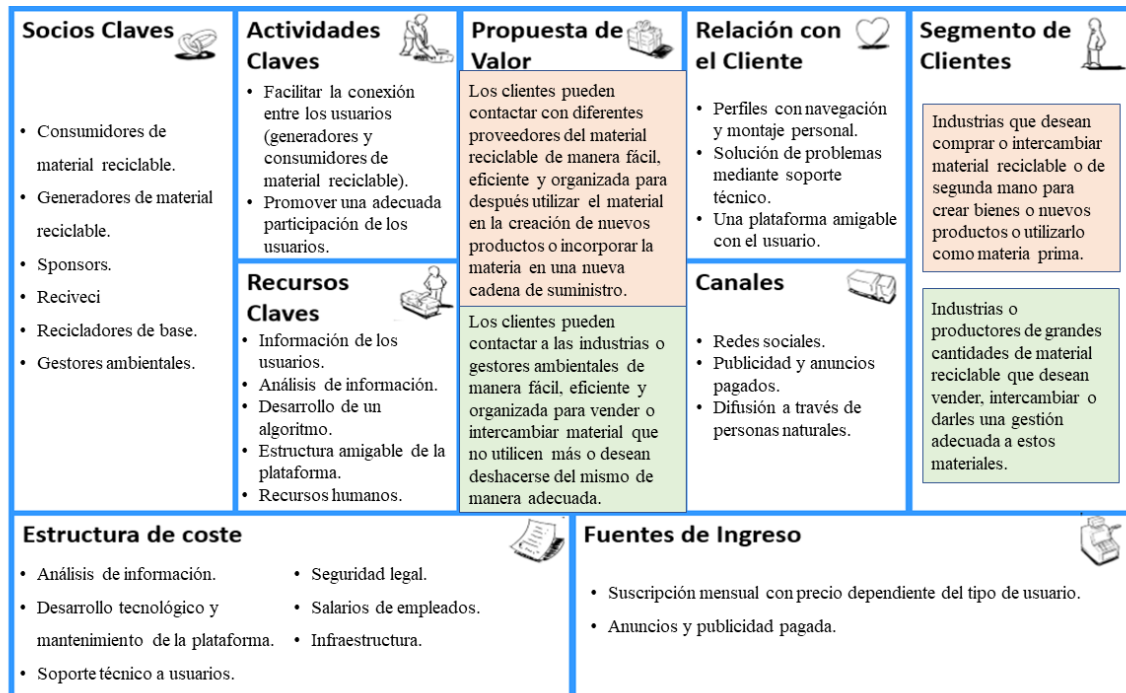 Socios Claves
• Consumidores de
material reciclable.
• Generadores de material
reciclable.
• Sponsors.
• Reciveci
• Recicladores de base.
• Gestores ambientales.
Actividades
Claves
• Facilitar la conexión
entre los usuarios
(generadores y
consumidores de
material reciclable).
• Promover una adecuada
participación de los
usuarios.
Recursos
Claves
• Información de los
usuarios.
• Análisis de información.
• Desarrollo de un
algoritmo.
• Estructura amigable de la
plataforma.
• Recursos humanos.
Propuesta de
Valor
Los clientes pueden
contactar con diferentes
proveedores del material
reciclable de manera fácil,
eficiente y organizada para
después utilizar el material
en la creación de nuevos
productos o incorporar la
materia en una nueva
cadena de suministro.
Los clientes pueden
contactar a las industrias o
gestores ambientales de
manera fácil, eficiente y
organizada para vender o
intercambiar material que
no utilicen más o desean
deshacerse del mismo de
manera adecuada.
Relación con
el Cliente
• Perfiles con navegación
y montaje personal.
• Solución de problemas
mediante soporte
técnico.
• Una plataforma amigable
con el usuario.
Canales
• Redes sociales.
• Publicidad y anuncios
pagados.
• Difusión a través de
personas naturales.
Segmento de
Clientes
Industrias que desean
comprar o intercambiar
material reciclable o de
segunda mano para
crear bienes o nuevos
productos o utilizarlo
como materia prima.
Industrias o
productores de grandes
cantidades de material
reciclable que desean
vender, intercambiar o
darles una gestión
adecuada a estos
materiales.
Estructura de coste
• Análisis de información.
• Desarrollo tecnológico y
mantenimiento de la plataforma.
• Soporte técnico a usuarios.
• Seguridad legal.
• Salarios de empleados.
• Infraestructura.
Fuentes de Ingreso
• Suscripción mensual con precio dependiente del tipo de usuario.
• Anuncios y publicidad pagada.